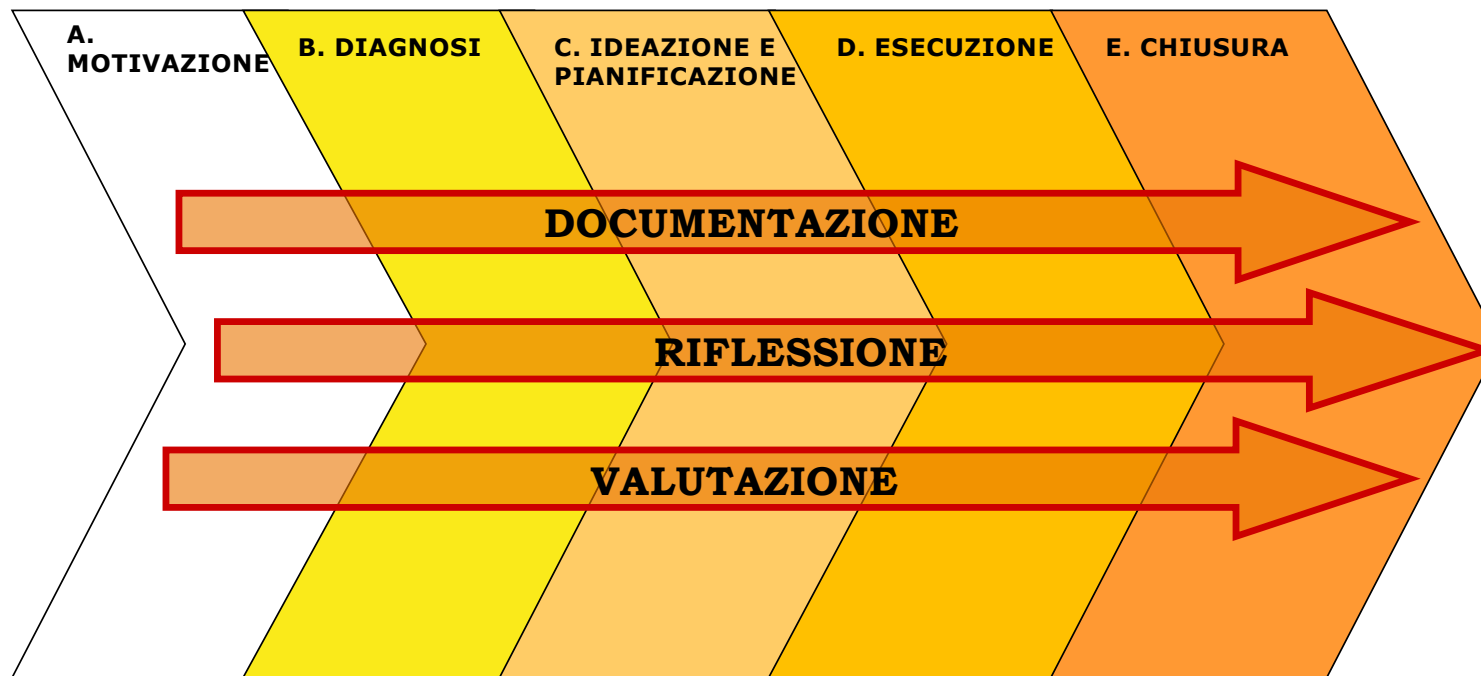 A.
MOTIVAZIONE
B. DIAGNOSI
C. IDEAZIONE E
PIANIFICAZIONE
D. ESECUZIONE
E. CHIUSURA
DOCUMENTAZIONE
RIFLESSIONE
VALUTAZIONE